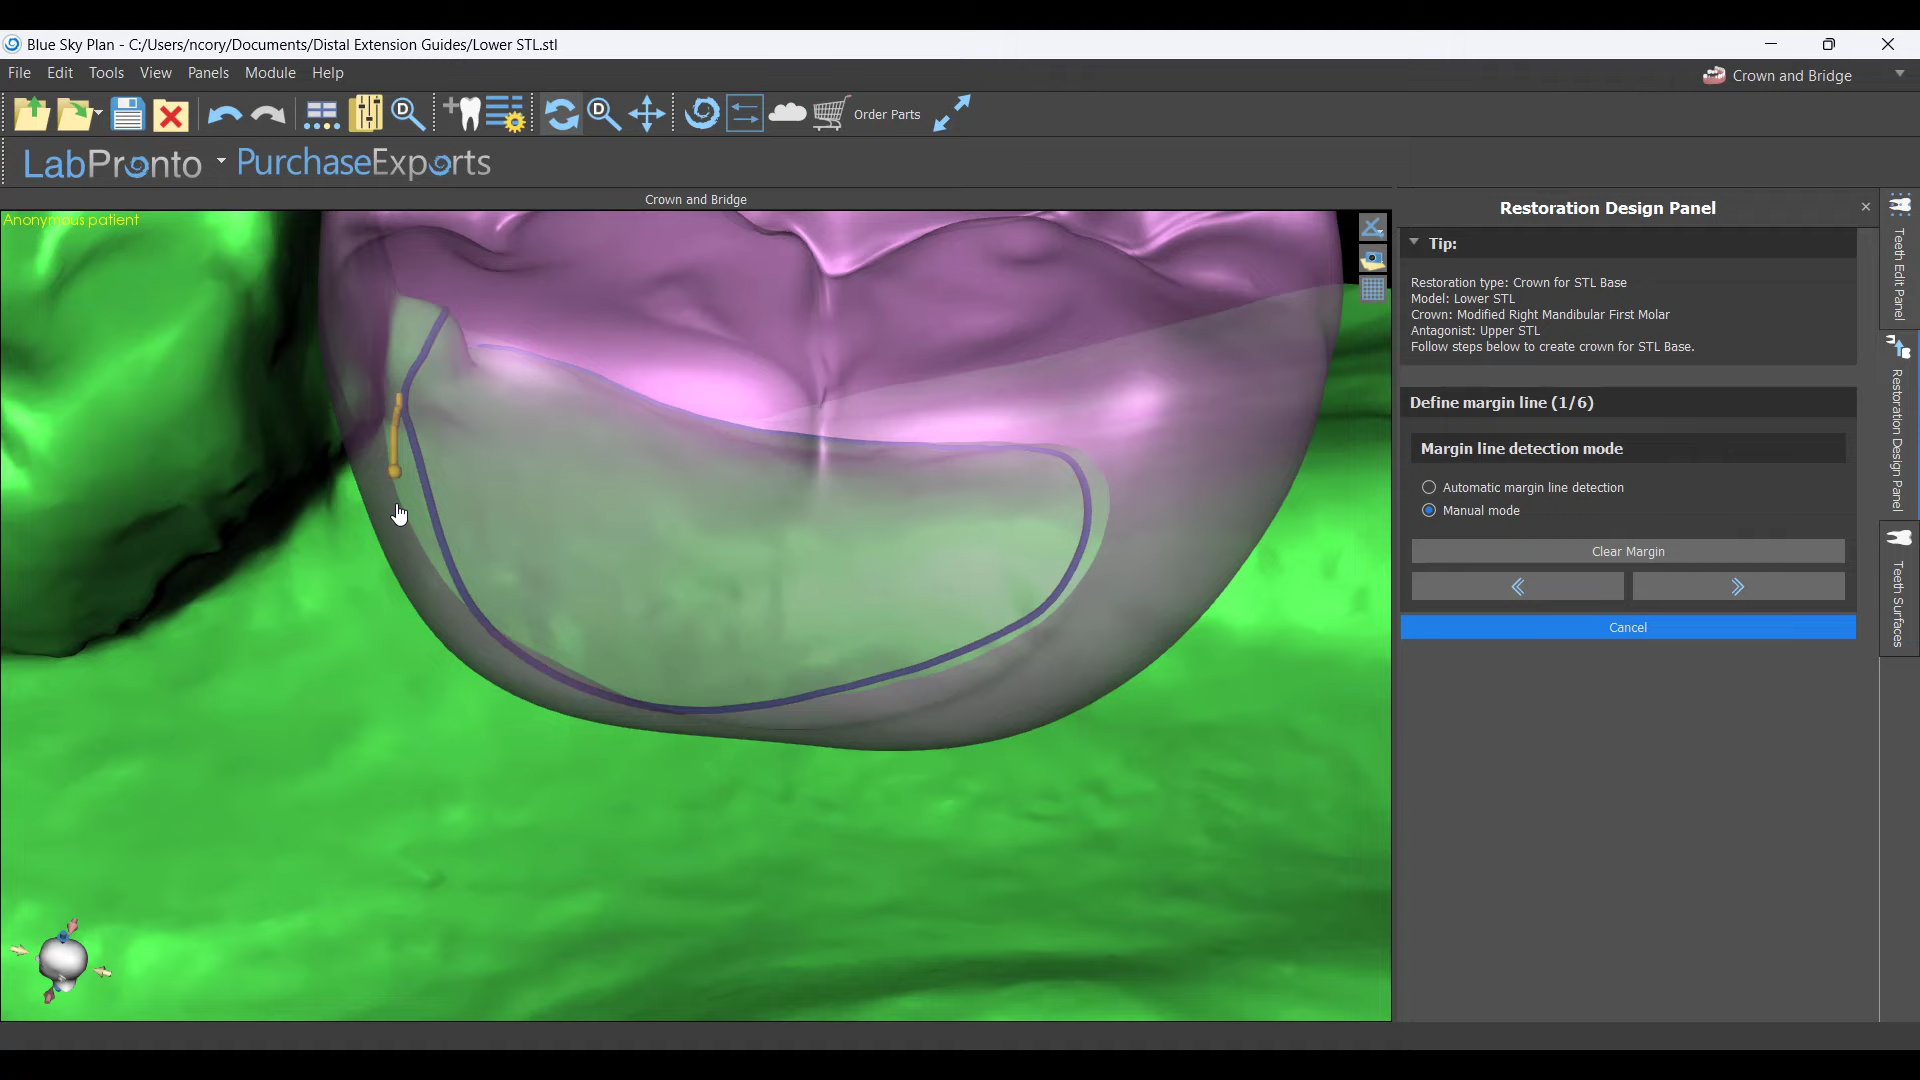 Blue Sky Plan - C:/Users/ncory/Documents/Distal Extension Guides/Lower STL.stl
File Edit Tools View Panels Module Help
Crown and Bridge
Order Parts
LabPronto PurchaseExports
Crown and Bridge
Anonymous patient
Restoration Design Panel
Tip:
Restoration type: Crown for STL Base
Model: Lower STL
Crown: Modified Right Mandibular First Molar
Antagonist: Upper STL
Follow steps below to create crown for STL Base.
Define margin line (1/6)
Margin line detection mode
Automatic margin line detection
Manual mode
Clear Margin
Cancel
Teeth Edit Panel
Restoration Design Panel
Teeth Surfaces